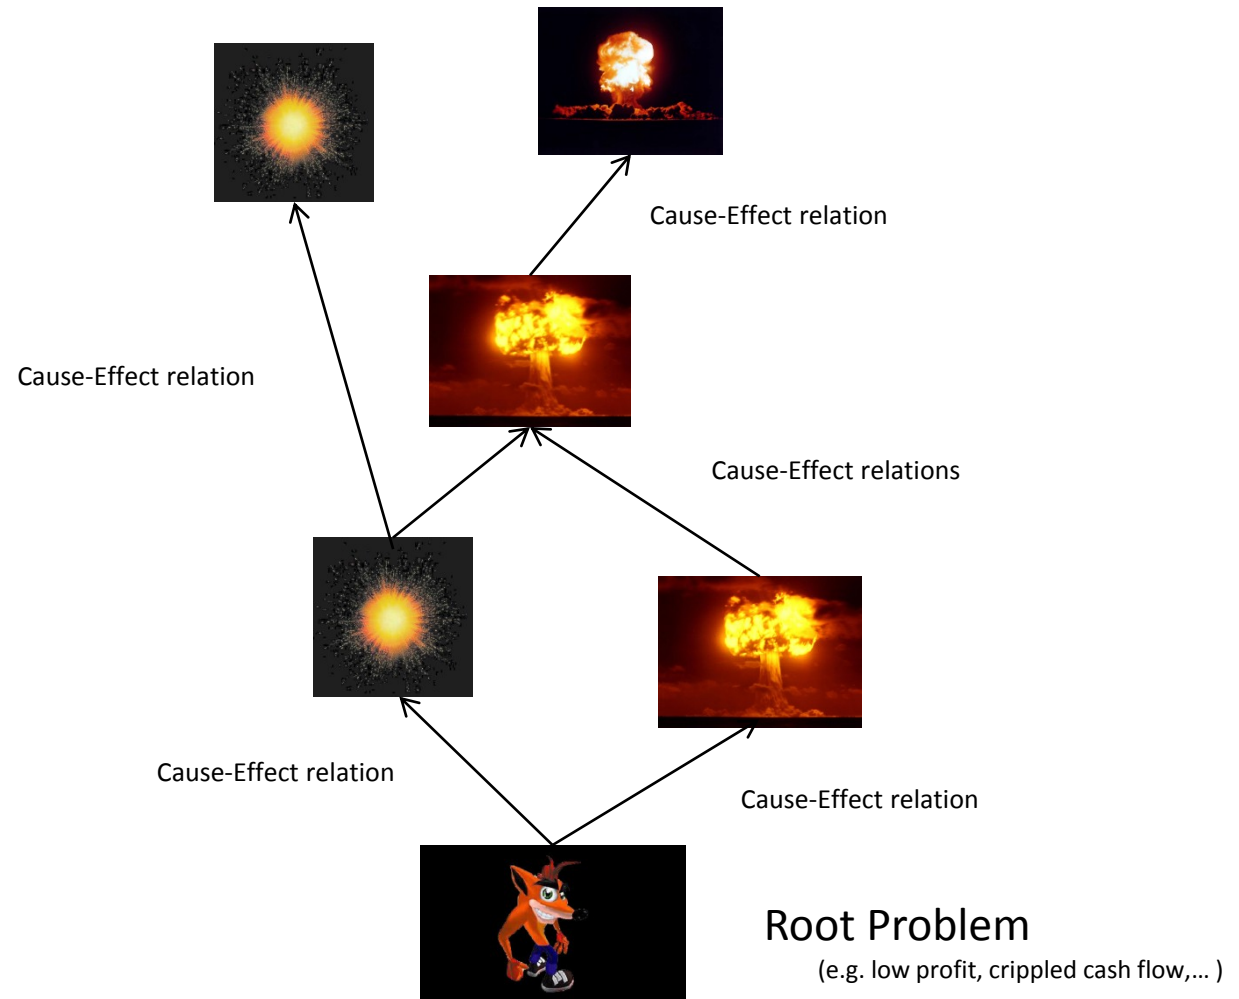 Cause-Effect relation
Cause-Effect relation
Cause-Effect relations
Cause-Effect relation
Cause-Effect relation
Root Problem
(e.g. low profit, crippled cash flow,... )